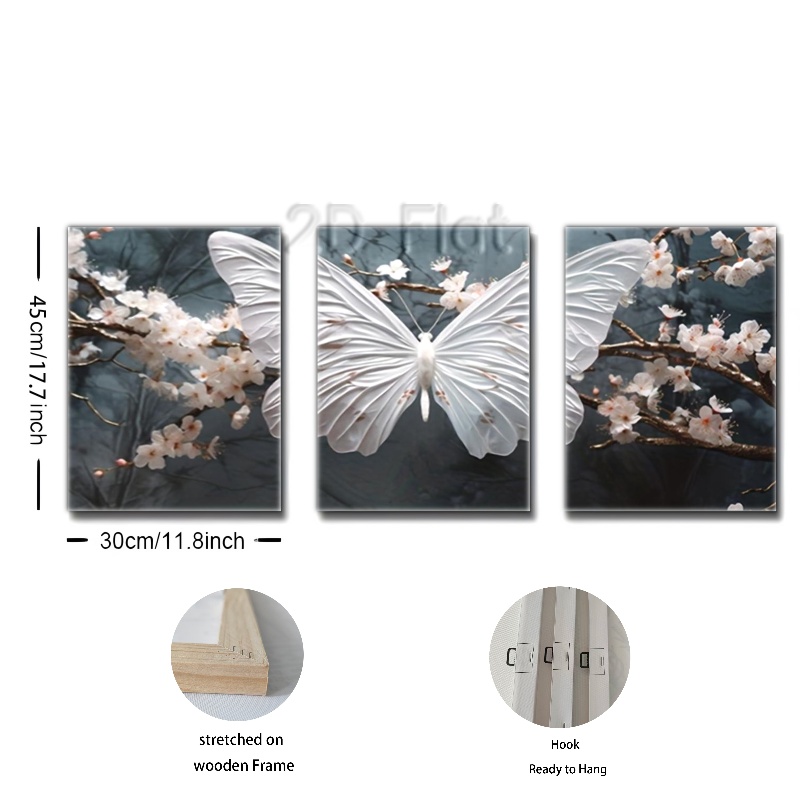 2D Flat
45cm/17.7inch
30cm/11.8inch
stretched on
wooden Frame
Hook
Ready to Hang